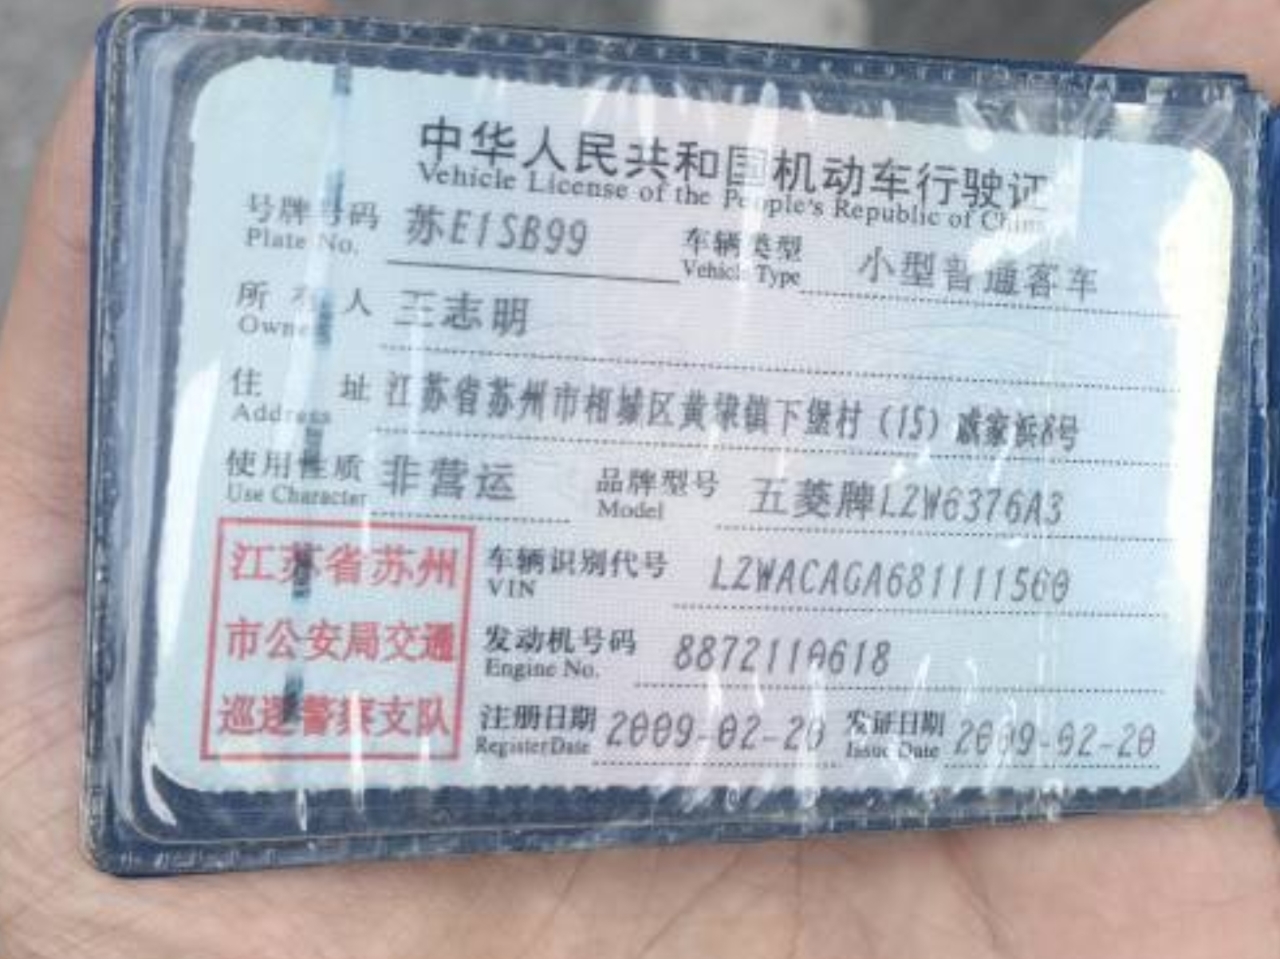 中华人民共和国机动车行驶证
Vehicle License of the People's Republic of China
号牌号码 苏E1SB99 车辆类型 小型普通客车
Plate No. Vehicle Type
所有人 王志明
Owner
住址 江苏省苏州市相城区黄埭镇下堡村（15）戚家浜8号
Address
使用性质 非营运 品牌型号 五菱牌LZW6376A3
Use Character Model
江苏省苏州
市公安局交通
巡逻警察支队
车辆识别代号 LZWACAGA681111560
VIN
发动机号码 8872110618
Engine No.
注册日期 2009-02-20 发证日期 2009-02-20
Register Date Issue Date